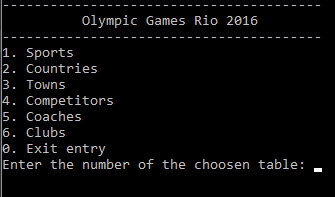 ----------------------------------------
Olympic Games Rio 2016
----------------------------------------
1. Sports
2. Countries
3. Towns
4. Competitors
5. Coaches
6. Clubs
0. Exit entry
Enter the number of the choosen table: